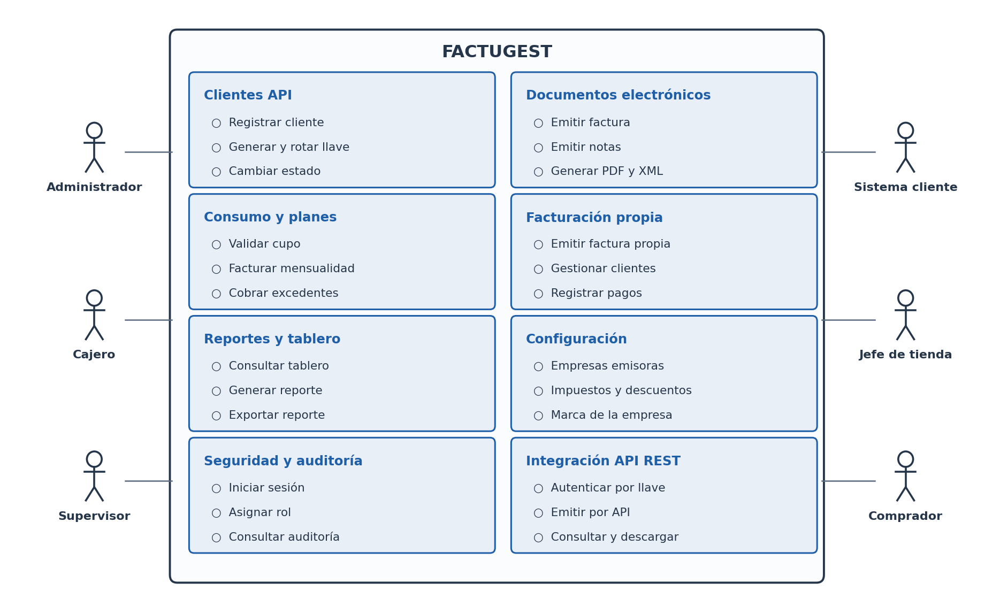 FACTUGEST
Clientes API
○ Registrar cliente
○ Generar y rotar llave
○ Cambiar estado
Documentos electrónicos
○ Emitir factura
○ Emitir notas
○ Generar PDF y XML
Consumo y planes
○ Validar cupo
○ Facturar mensualidad
○ Cobrar excedentes
Facturación propia
○ Emitir factura propia
○ Gestionar clientes
○ Registrar pagos
Reportes y tablero
○ Consultar tablero
○ Generar reporte
○ Exportar reporte
Configuración
○ Empresas emisoras
○ Impuestos y descuentos
○ Marca de la empresa
Seguridad y auditoría
○ Iniciar sesión
○ Asignar rol
○ Consultar auditoría
Integración API REST
○ Autenticar por llave
○ Emitir por API
○ Consultar y descargar
Administrador
Cajero
Supervisor
Sistema cliente
Jefe de tienda
Comprador